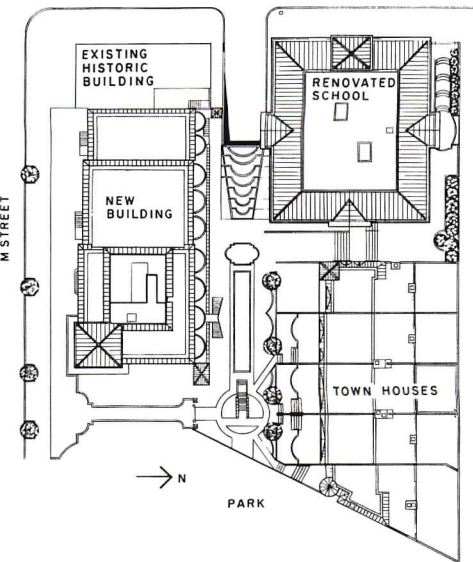 EXISTING
HISTORIC
BUILDING
RENOVATED
SCHOOL
M STREET
NEW
BUILDING
TOWN HOUSES
N
PARK